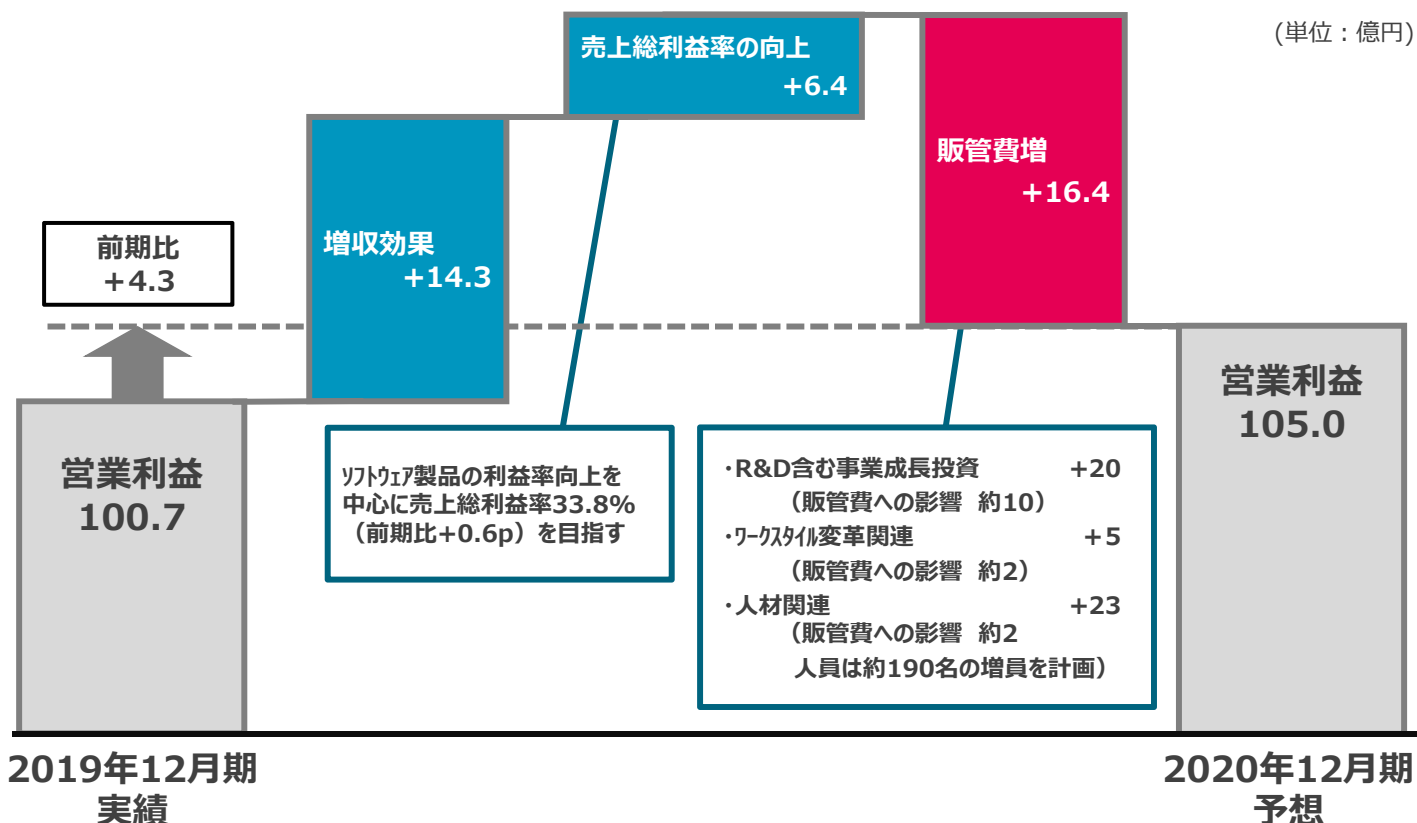 (単位：億円)
売上総利益率の向上
+6.4
販管費増
+16.4
増収効果
+14.3
前期比
＋4.3
営業利益
100.7
営業利益
105.0
ｿﾌﾄｳｪｱ製品の利益率向上を
中心に売上総利益率33.8%
（前期比+0.6p）を目指す
・R&D含む事業成長投資 +20
（販管費への影響 約10）
・ﾜｰｸｽﾀｲﾙ変革関連 +5
（販管費への影響 約2）
・人材関連 +23
（販管費への影響 約2
人員は約190名の増員を計画）
2019年12月期
実績
2020年12月期
予想